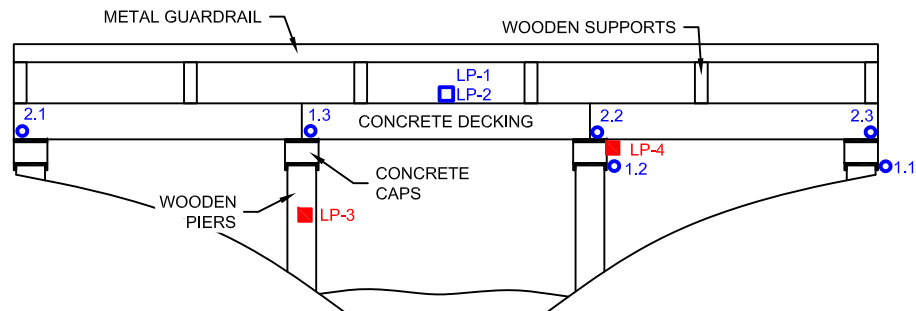 METAL GUARDRAIL
WOODEN SUPPORTS
LP-1
LP-2
2.1
1.3
CONCRETE DECKING
2.2
2.3
LP-4
1.2
1.1
CONCRETE
CAPS
WOODEN
PIERS
LP-3